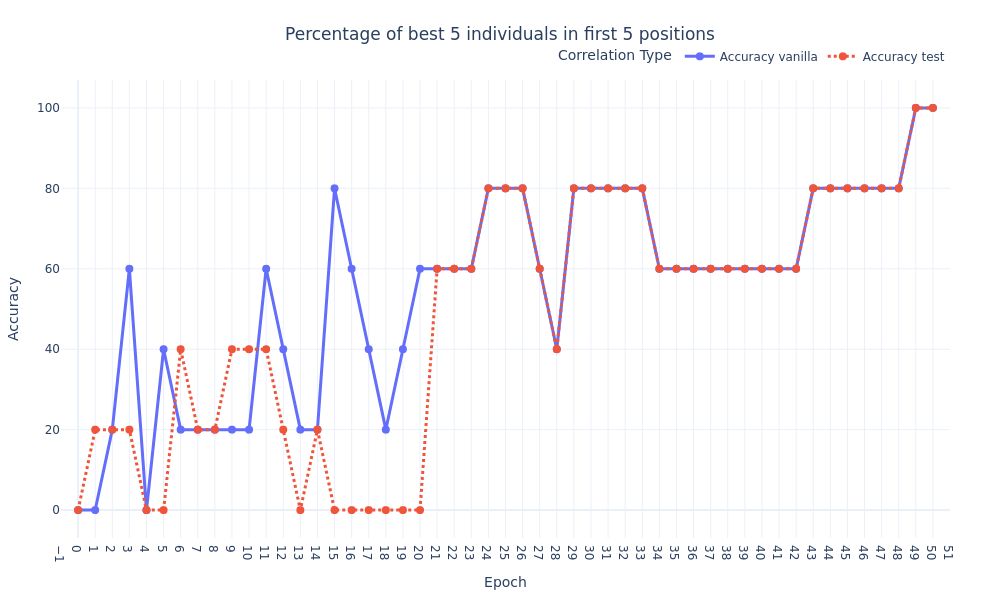 Percentage of best 5 individuals in first 5 positions
Correlation Type Accuracy vanilla Accuracy test
Accuracy
100
80
60
40
20
0
−1 0 1 2 3 4 5 6 7 8 9 10 11 12 13 14 15 16 17 18 19 20 21 22 23 24 25 26 27 28 29 30 31 32 33 34 35 36 37 38 39 40 41 42 43 44 45 46 47 48 49 50 51
Epoch